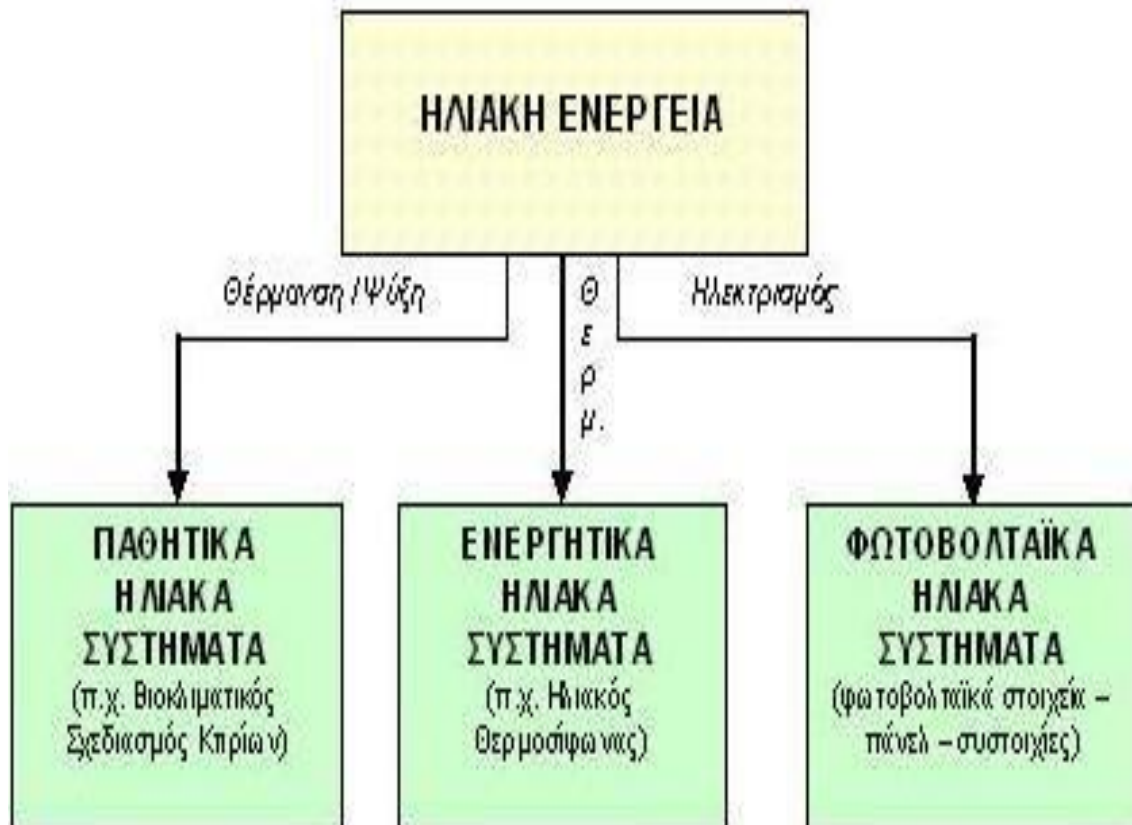 ΗΛΙΑΚΗ ΕΝΕΡΓΕΙΑ
Θέρμανση / Ψύξη
Θερμ.
Ηλεκτρισμός
ΠΑΘΗΤΙΚΑ
ΗΛΙΑΚΑ
ΣΥΣΤΗΜΑΤΑ
(π.χ. Βιοκλιματικός
Σχεδιασμός Κτιρίων)
ΕΝΕΡΓΗΤΙΚΑ
ΗΛΙΑΚΑ
ΣΥΣΤΗΜΑΤΑ
(π.χ. Ηλιακός
Θερμοσίφωνας)
ΦΩΤΟΒΟΛΤΑΪΚΑ
ΗΛΙΑΚΑ
ΣΥΣΤΗΜΑΤΑ
(φωτοβολταϊκά στοιχεία –
πάνελ – συστοιχίες)